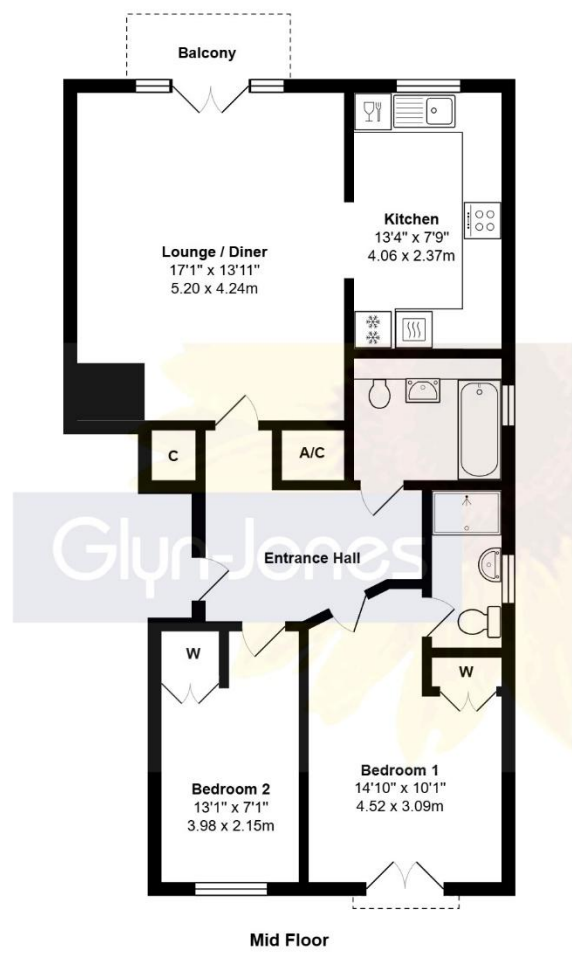 Balcony
Kitchen
13'4" x 7'9"
4.06 x 2.37m
Lounge / Diner
17'1" x 13'11"
5.20 x 4.24m
C
A/C
Glyn-Jones
Entrance Hall
W
W
Bedroom 2
13'1" x 7'1"
3.98 x 2.15m
Bedroom 1
14'10" x 10'1"
4.52 x 3.09m
Mid Floor